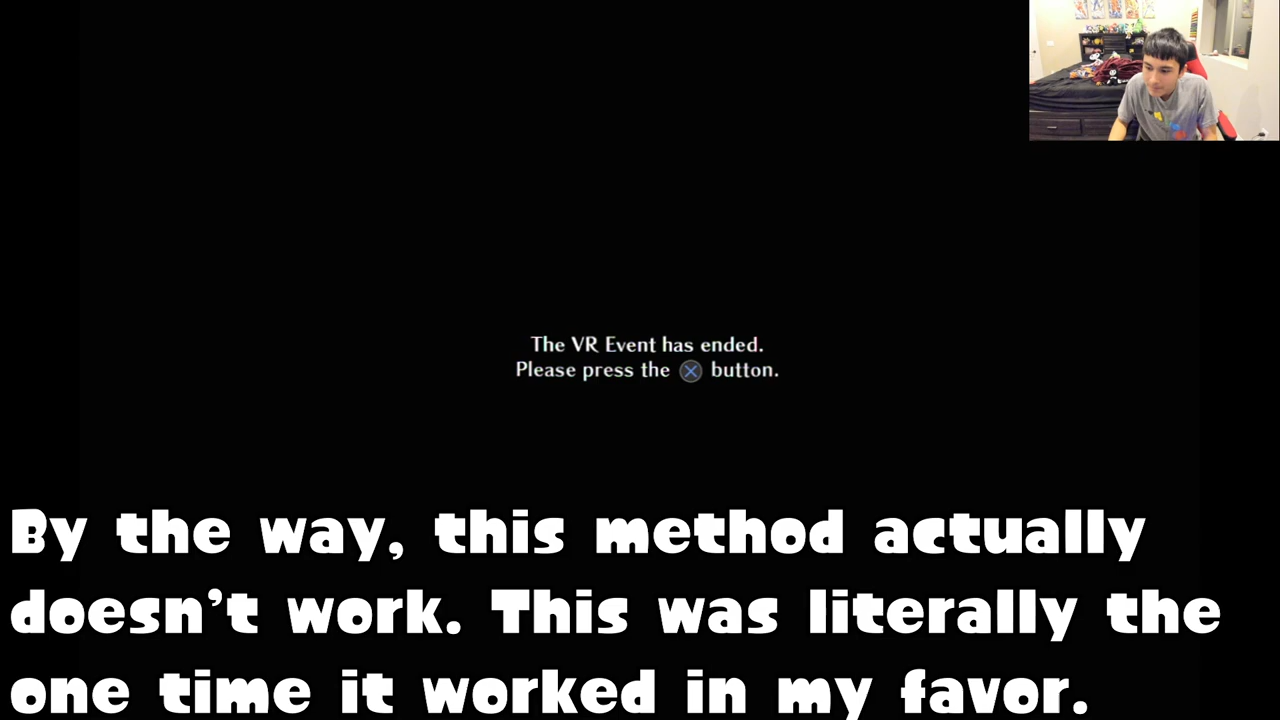 The VR Event has ended.
Please press the ⊗ button.
By the way, this method actually
doesn't work. This was literally the
one time it worked in my favor.